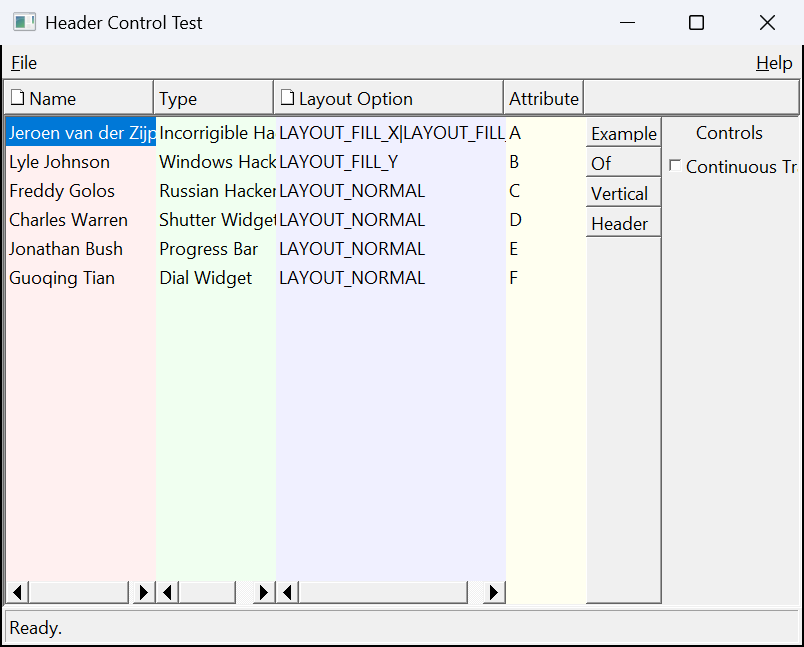 Header Control Test
File Help
Name Type Layout Option Attribute
Jeroen van der Zijp Incorrigible Ha LAYOUT_FILL_X|LAYOUT_FILL_ A Example Controls
Lyle Johnson Windows Hack LAYOUT_FILL_Y B Of Continuous Tr
Freddy Golos Russian Hacker LAYOUT_NORMAL C Vertical
Charles Warren Shutter Widget LAYOUT_NORMAL D Header
Jonathan Bush Progress Bar LAYOUT_NORMAL E
Guoqing Tian Dial Widget LAYOUT_NORMAL F
Ready.